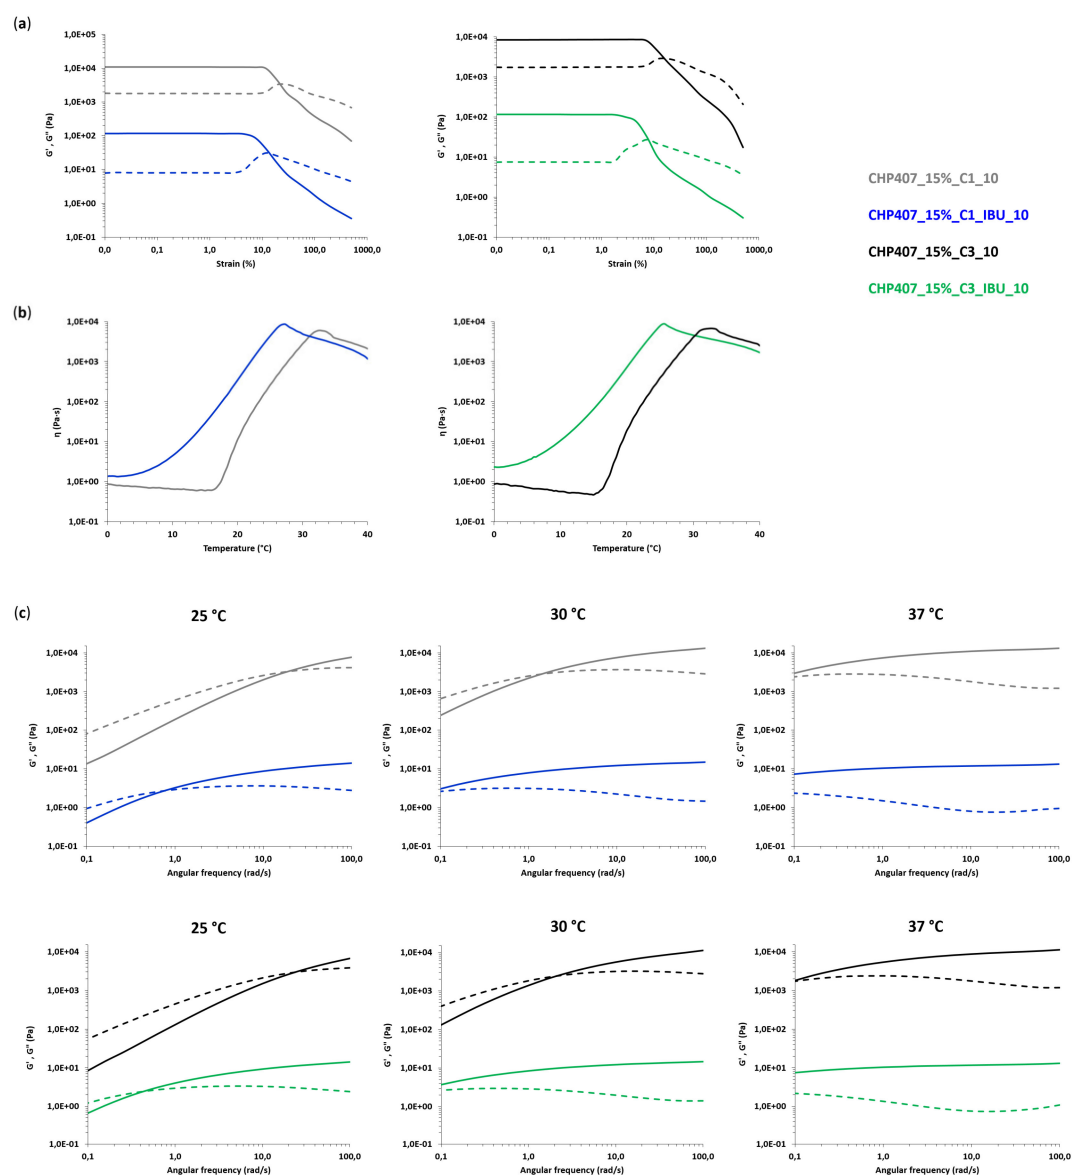 (a)
1,0E+05
1,0E+04
1,0E+03
1,0E+02
1,0E+01
1,0E+00
1,0E-01
G' , G'' (Pa)
0,0 0,1 1,0 10,0 100,0 1000,0
Strain (%)
1,0E+04
1,0E+03
1,0E+02
1,0E+01
1,0E+00
1,0E-01
G' , G'' (Pa)
0,0 0,1 1,0 10,0 100,0 1000,0
Strain (%)
CHP407_15%_C1_10
CHP407_15%_C1_IBU_10
CHP407_15%_C3_10
CHP407_15%_C3_IBU_10
(b)
1,0E+04
1,0E+03
1,0E+02
1,0E+01
1,0E+00
1,0E-01
η (Pa·s)
0 10 20 30 40
Temperature (°C)
1,0E+04
1,0E+03
1,0E+02
1,0E+01
1,0E+00
1,0E-01
η (Pa·s)
0 10 20 30 40
Temperature (°C)
(c)
25 °C
1,0E+04
1,0E+03
1,0E+02
1,0E+01
1,0E+00
1,0E-01
G' , G'' (Pa)
0,1 1,0 10,0 100,0
Angular frequency (rad/s)
30 °C
1,0E+04
1,0E+03
1,0E+02
1,0E+01
1,0E+00
1,0E-01
G' , G'' (Pa)
0,1 1,0 10,0 100,0
Angular frequency (rad/s)
37 °C
1,0E+04
1,0E+03
1,0E+02
1,0E+01
1,0E+00
1,0E-01
G' , G'' (Pa)
0,1 1,0 10,0 100,0
Angular frequency (rad/s)
25 °C
1,0E+04
1,0E+03
1,0E+02
1,0E+01
1,0E+00
1,0E-01
G' , G'' (Pa)
0,1 1,0 10,0 100,0
Angular frequency (rad/s)
30 °C
1,0E+04
1,0E+03
1,0E+02
1,0E+01
1,0E+00
1,0E-01
G' , G'' (Pa)
0,1 1,0 10,0 100,0
Angular frequency (rad/s)
37 °C
1,0E+04
1,0E+03
1,0E+02
1,0E+01
1,0E+00
1,0E-01
G' , G'' (Pa)
0,1 1,0 10,0 100,0
Angular frequency (rad/s)